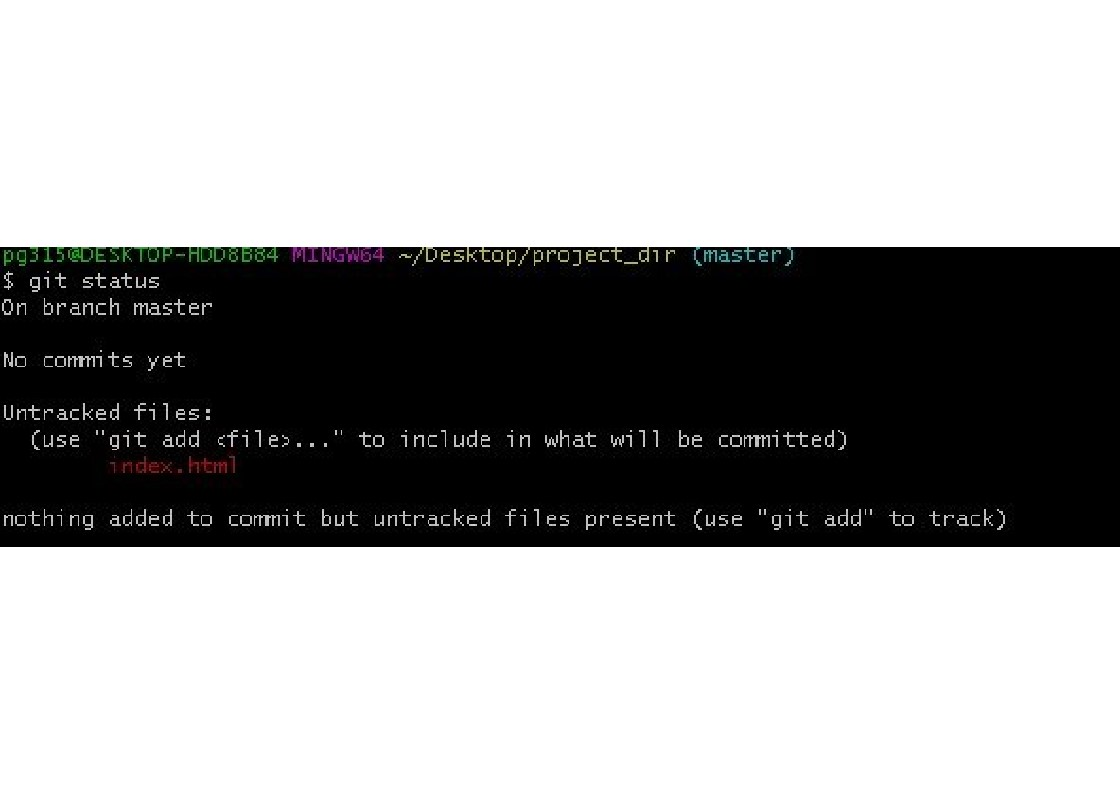 pg315@DESKTOP-HDD8B84 MINGW64 ~/Desktop/project_dir (master)
$ git status
On branch master
No commits yet
Untracked files:
(use "git add <file>..." to include in what will be committed)
index.html
nothing added to commit but untracked files present (use "git add" to track)